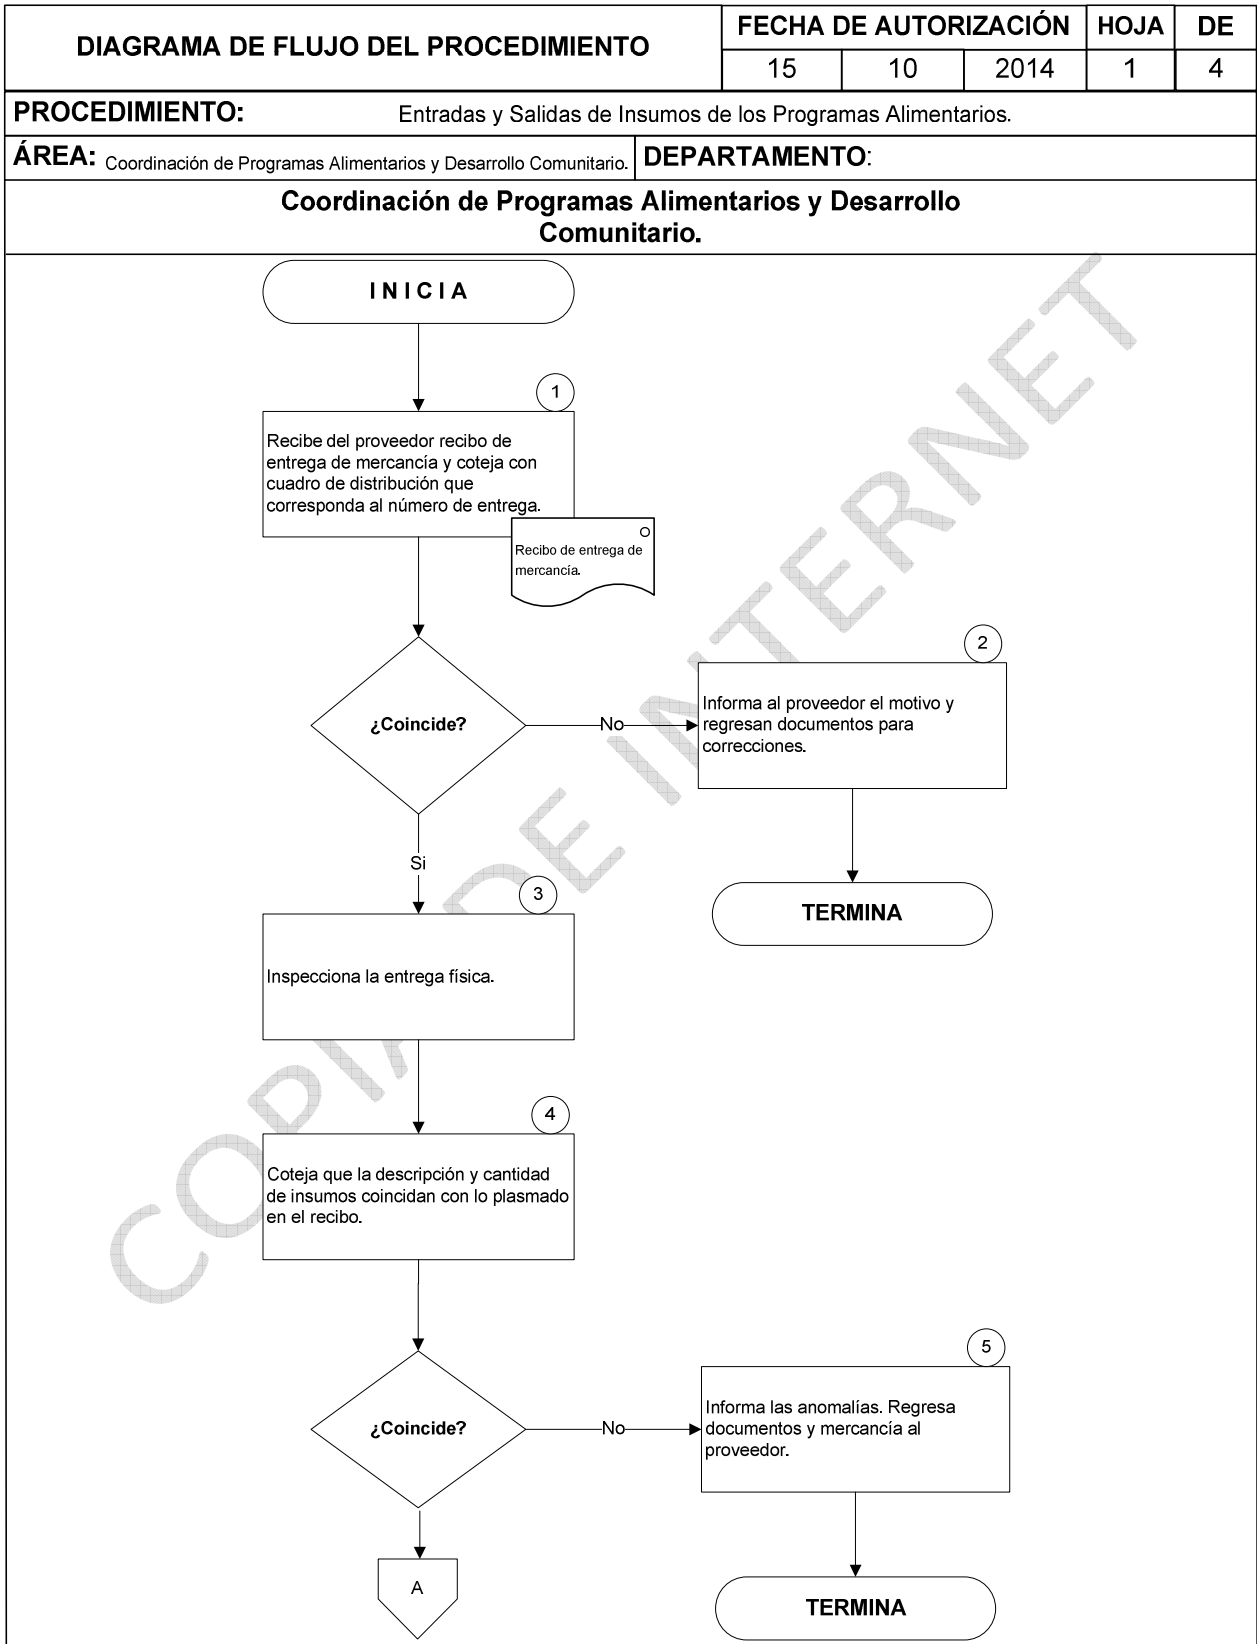 DIAGRAMA DE FLUJO DEL PROCEDIMIENTO
FECHA DE AUTORIZACIÓN
HOJA
DE
15
10
2014
1
4
PROCEDIMIENTO:
Entradas y Salidas de Insumos de los Programas Alimentarios.
ÁREA: Coordinación de Programas Alimentarios y Desarrollo Comunitario.
DEPARTAMENTO:
Coordinación de Programas Alimentarios y Desarrollo
Comunitario.
I N I C I A
1
Recibe del proveedor recibo de
entrega de mercancía y coteja con
cuadro de distribución que
corresponda al número de entrega.
Recibo de entrega de
mercancía.
¿Coincide?
No
2
Informa al proveedor el motivo y
regresan documentos para
correcciones.
TERMINA
Si
3
Inspecciona la entrega física.
4
Coteja que la descripción y cantidad
de insumos coincidan con lo plasmado
en el recibo.
¿Coincide?
No
5
Informa las anomalías. Regresa
documentos y mercancía al
proveedor.
TERMINA
A
COPIA DE INTERNET